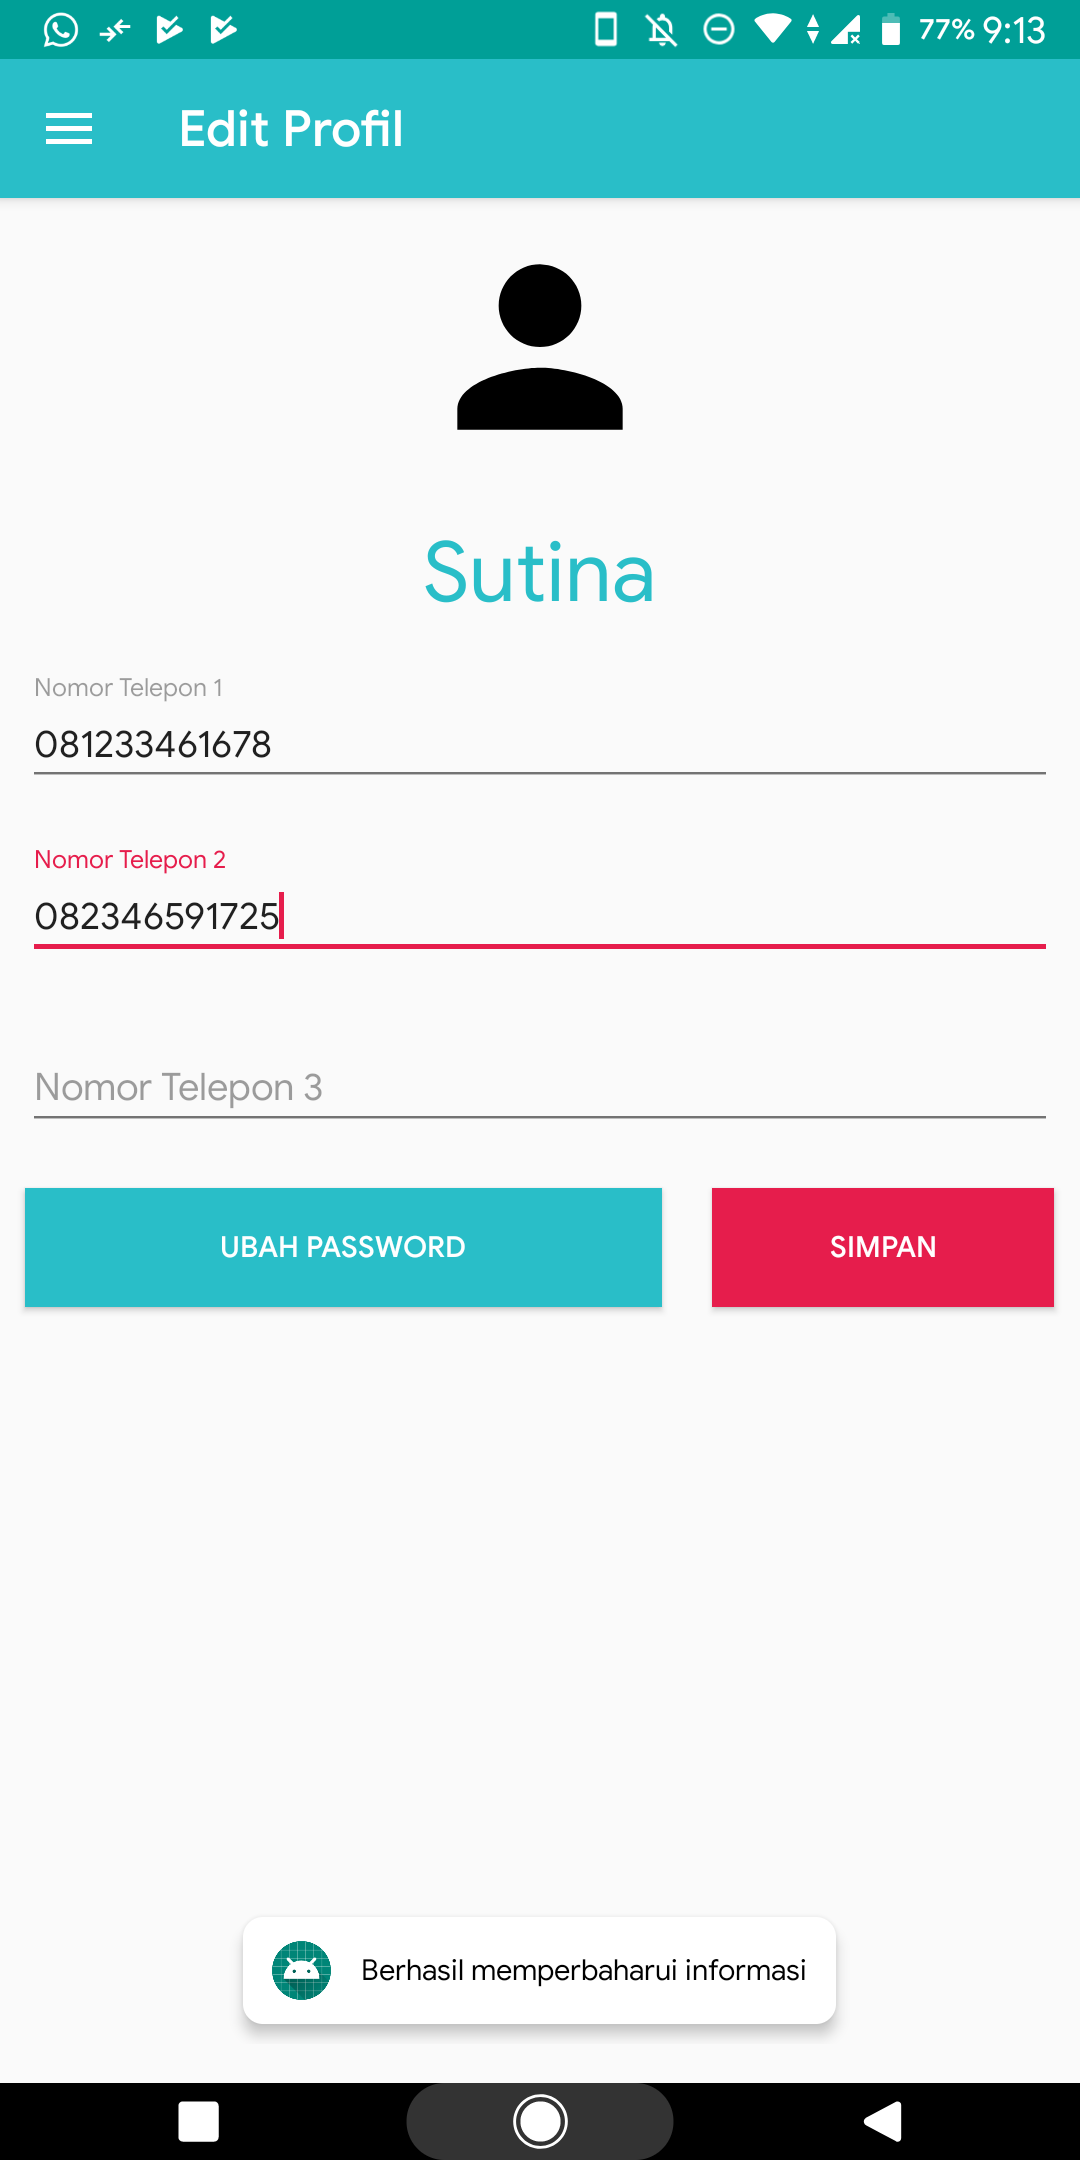 77% 9:13
Edit Profil
Sutina
Nomor Telepon 1
081233461678
Nomor Telepon 2
082346591725
Nomor Telepon 3
UBAH PASSWORD
SIMPAN
Berhasil memperbaharui informasi